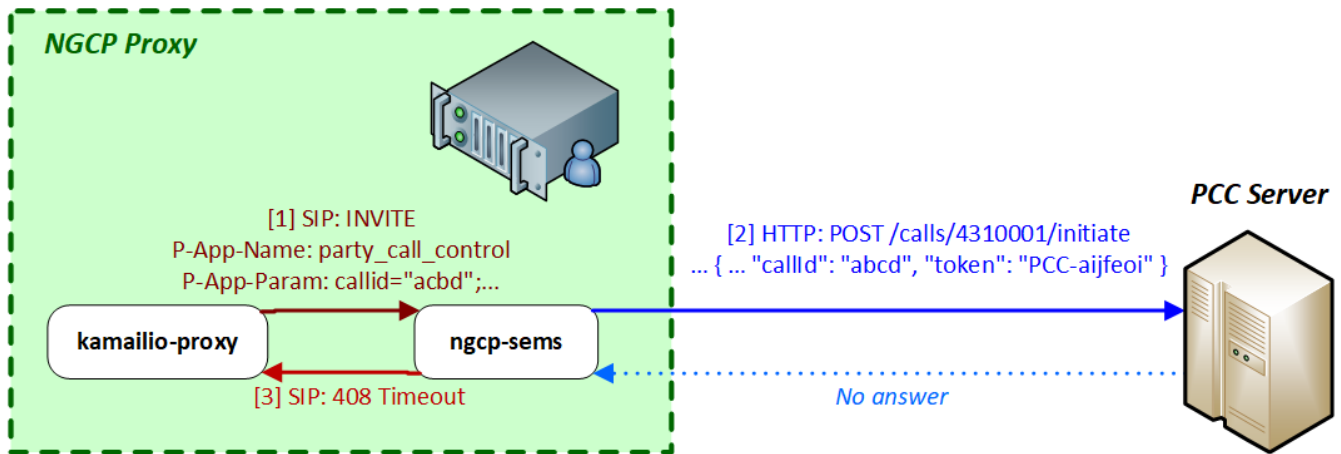 NGCP Proxy
[1] SIP: INVITE
P-App-Name: party_call_control
P-App-Param: callid="acbd";...
kamailio-proxy
ngcp-sems
[3] SIP: 408 Timeout
PCC Server
[2] HTTP: POST /calls/4310001/initiate
... { ... "callId": "abcd", "token": "PCC-aijfeoi" }
No answer